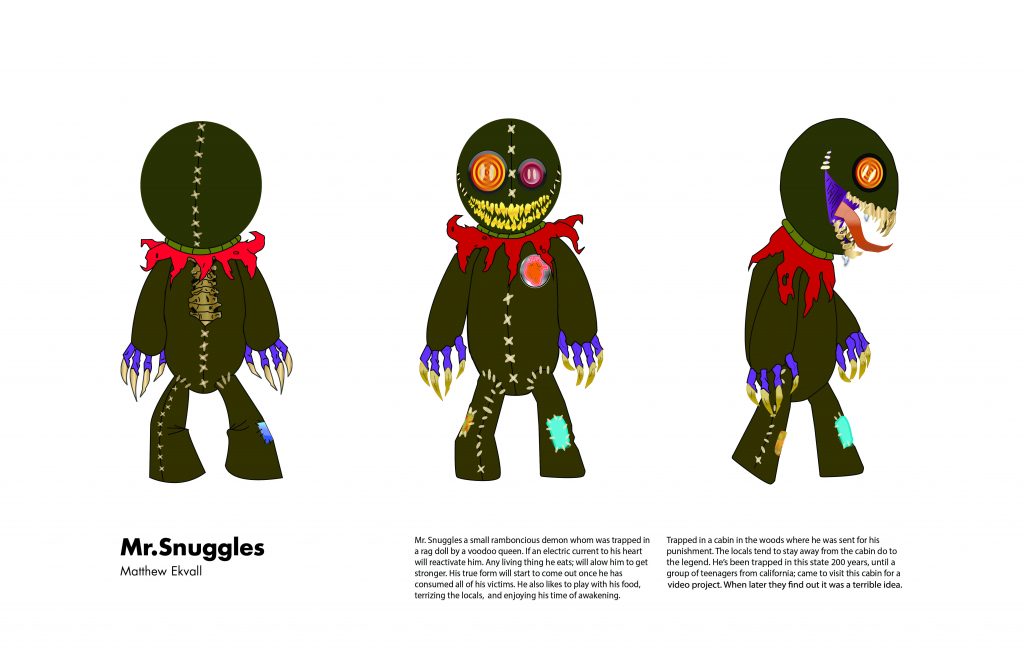 Mr.Snuggles
Matthew Ekvall
Mr. Snuggles a small ramboncious demon whom was trapped in
a rag doll by a voodoo queen. If an electric current to his heart
will reactivate him. Any living thing he eats; will alow him to get
stronger. His true form will start to come out once he has
consumed all of his victims. He also likes to play with his food,
terrizing the locals, and enjoying his time of awakening.
Trapped in a cabin in the woods where he was sent for his
punishment. The locals tend to stay away from the cabin do to
the legend. He's been trapped in this state 200 years, until a
group of teenagers from california; came to visit this cabin for a
video project. When later they find out it was a terrible idea.